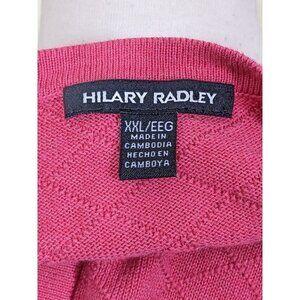 HILARY RADLEY
XXL/EEG
MADE IN
CAMBODIA
HECHO EN
CAMBOYA